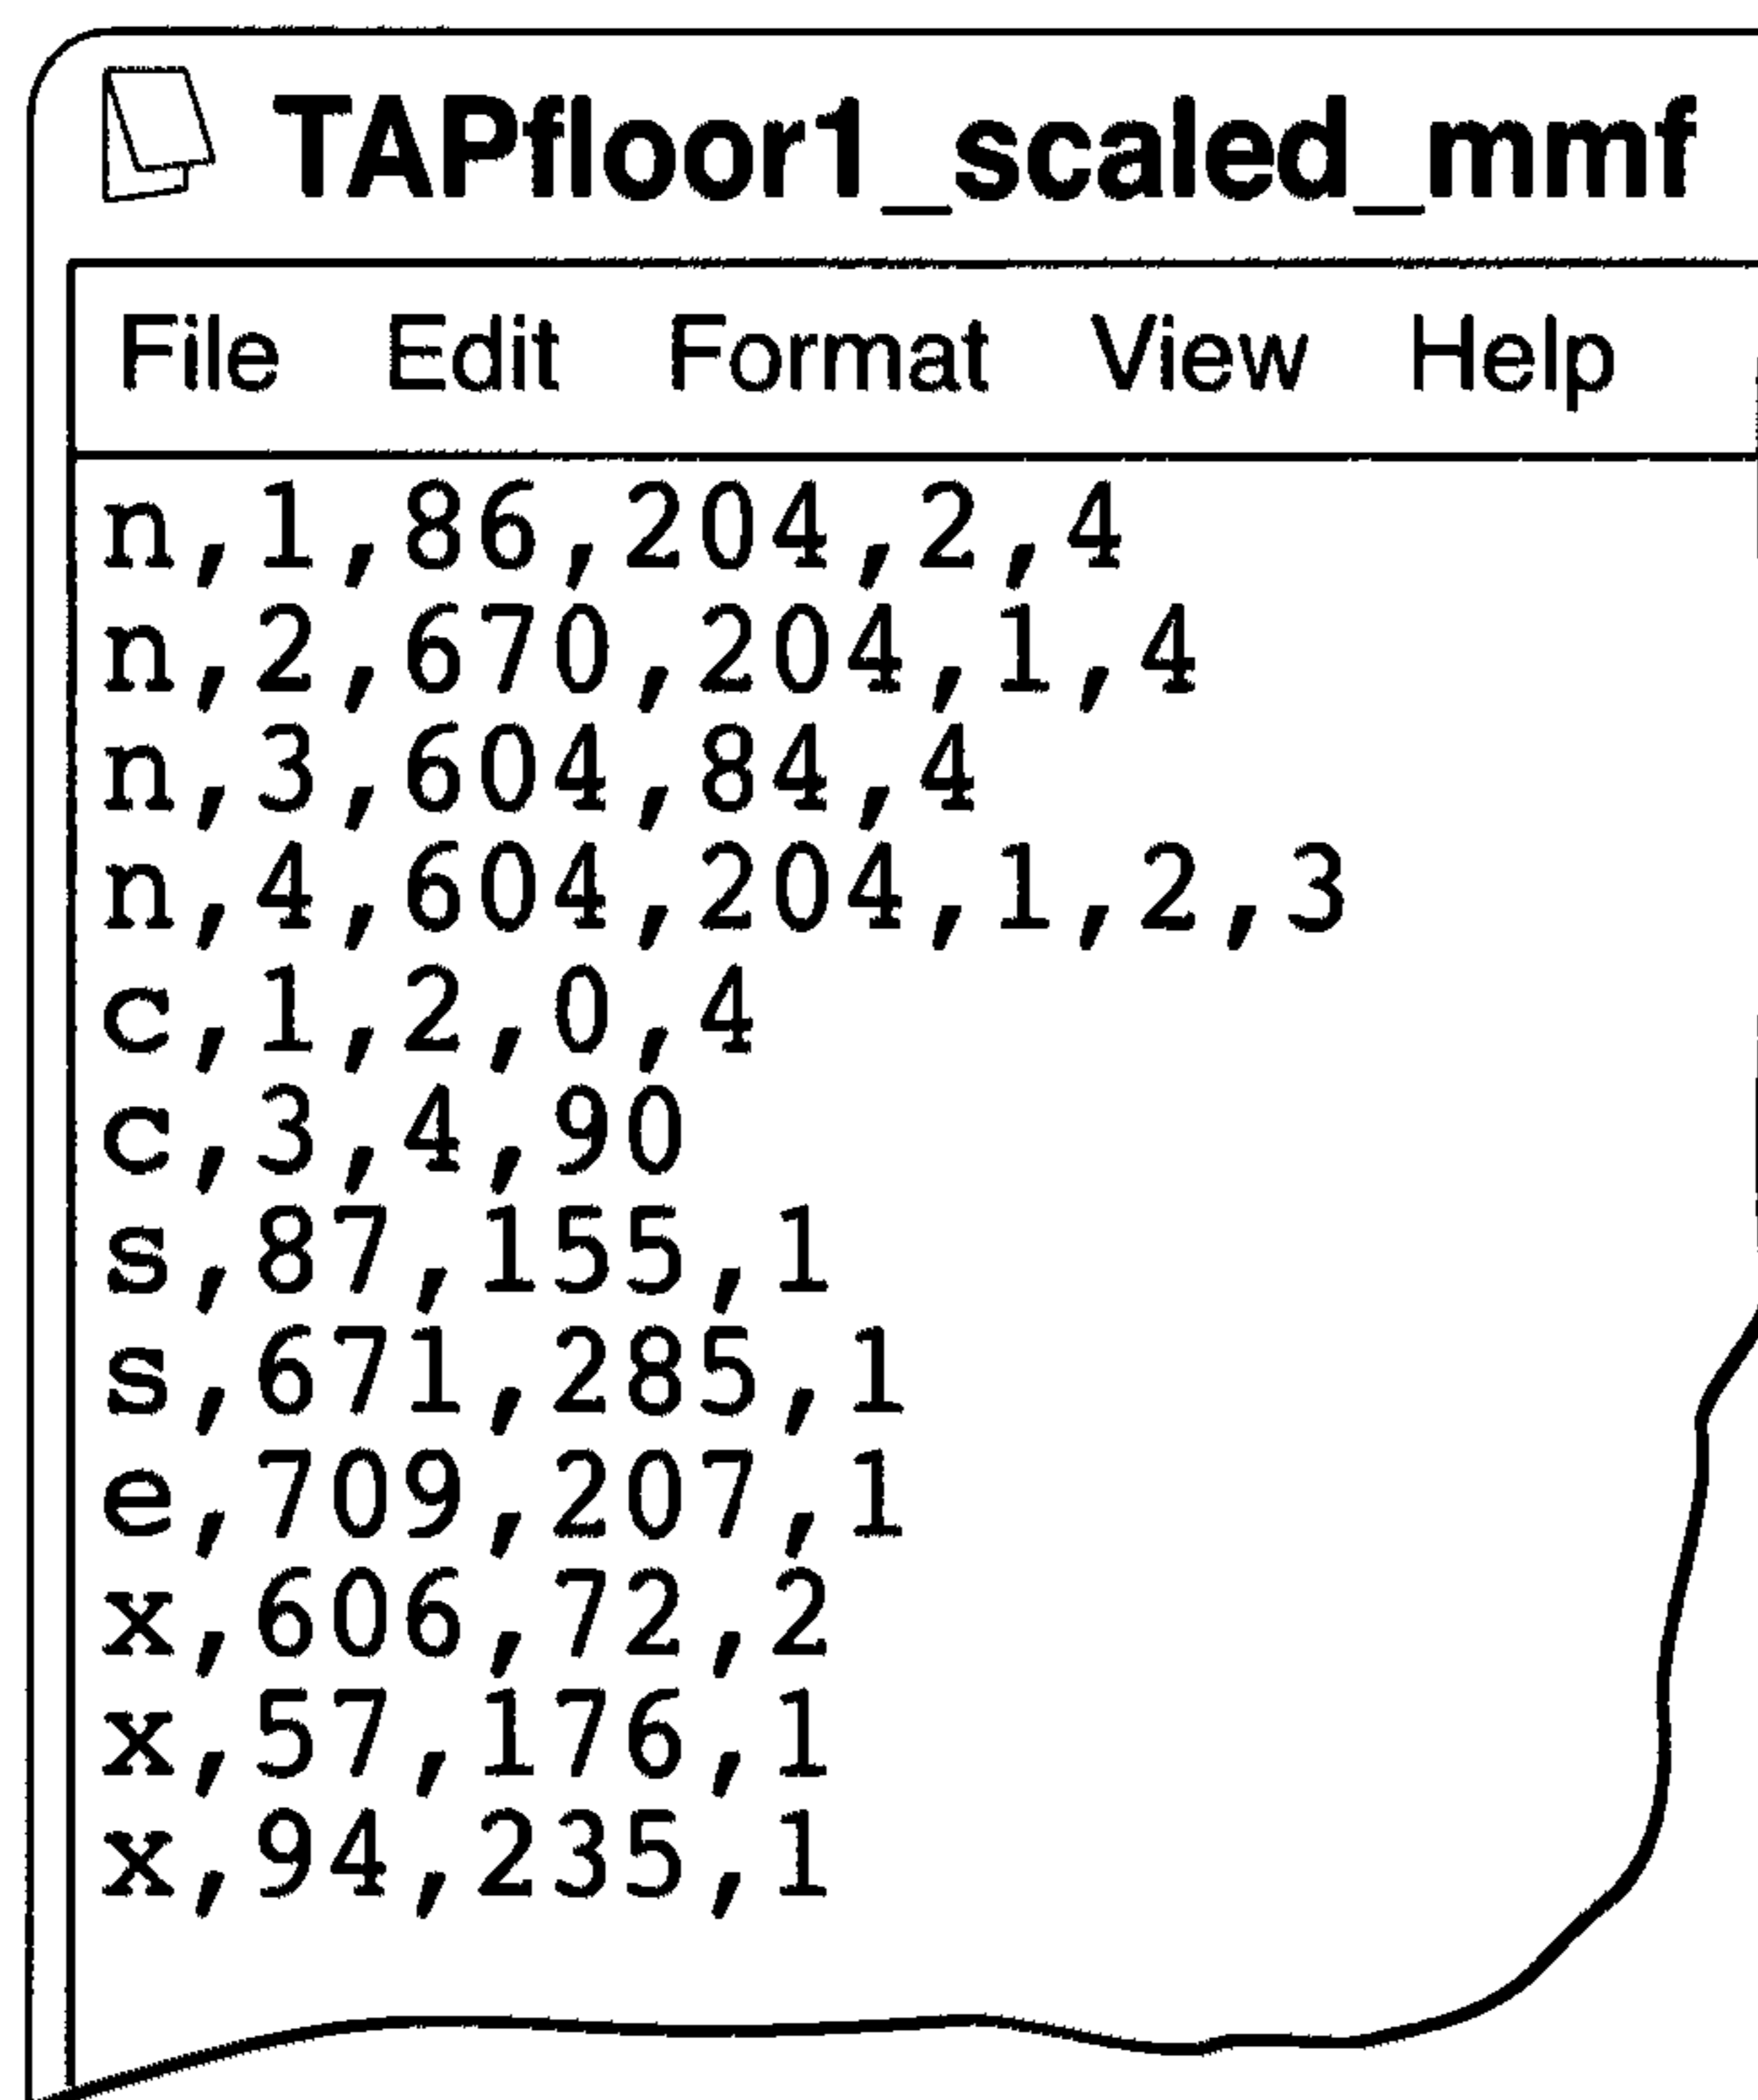 TAPfloor1_scaled_mmf
File Edit Format View Help
n,1,86,204,2,4
n,2,670,204,1,4
n,3,604,84,4
n,4,604,204,1,2,3
c,1,2,0,4
c,3,4,90
s,87,155,1
s,671,285,1
e,709,207,1
x,606,72,2
x,57,176,1
x,94,235,1